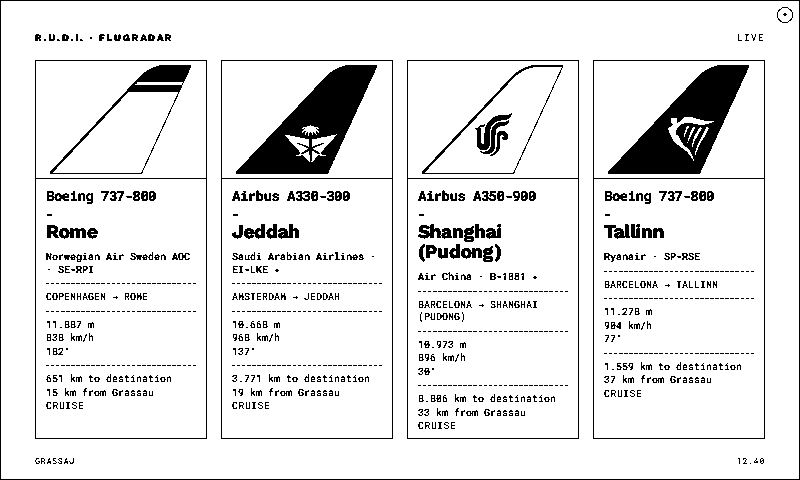 R.U.D.I. · FLUGRADAR
LIVE
Boeing 737-800
-
Rome
Norwegian Air Sweden AOC
· SE-RPI
COPENHAGEN → ROME
11.887 m
838 km/h
182°
651 km to destination
15 km from Grassau
CRUISE
Airbus A330-300
-
Jeddah
Saudi Arabian Airlines ·
EI-LKE ✦
AMSTERDAM → JEDDAH
10.668 m
968 km/h
137°
3.771 km to destination
19 km from Grassau
CRUISE
Airbus A350-900
-
Shanghai
(Pudong)
Air China · B-1081 ✦
BARCELONA → SHANGHAI
(PUDONG)
10.973 m
896 km/h
30°
8.806 km to destination
33 km from Grassau
CRUISE
Boeing 737-800
-
Tallinn
Ryanair · SP-RSE
BARCELONA → TALLINN
11.278 m
904 km/h
77°
1.559 km to destination
37 km from Grassau
CRUISE
GRASSAU
12.40